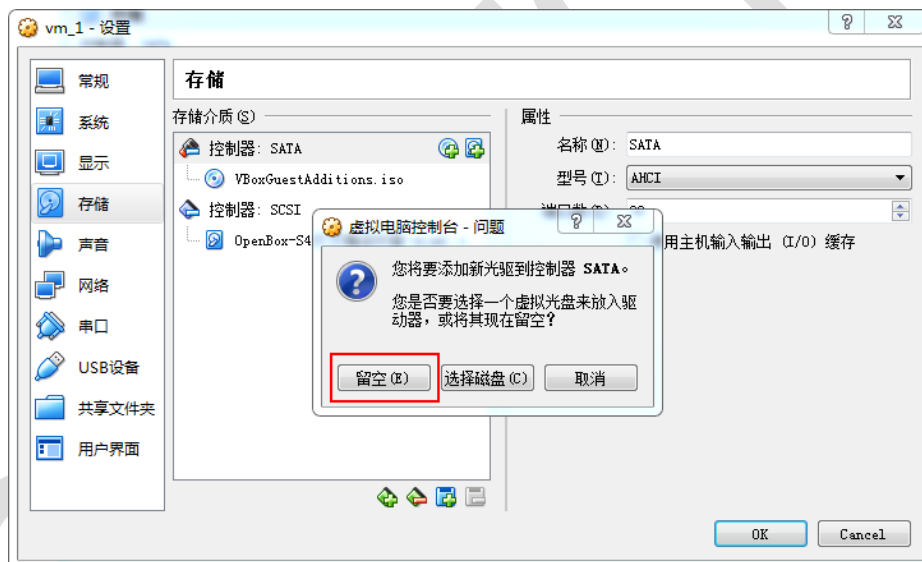 vm_1 - 设置
常规
系统
显示
存储
声音
网络
串口
USB设备
共享文件夹
用户界面
存储
存储介质(S)
控制器: SATA
VBoxGuestAdditions.iso
控制器: SCSI
OpenBox-S4
属性
名称(N): SATA
型号(T): AHCI
用主机输入输出 (I/O) 缓存
虚拟电脑控制台 - 问题
您将要添加新光驱到控制器 SATA。
您是否要选择一个虚拟光盘来放入驱
动器，或将其现在留空?
留空(E)
选择磁盘(C)
取消
OK
Cancel